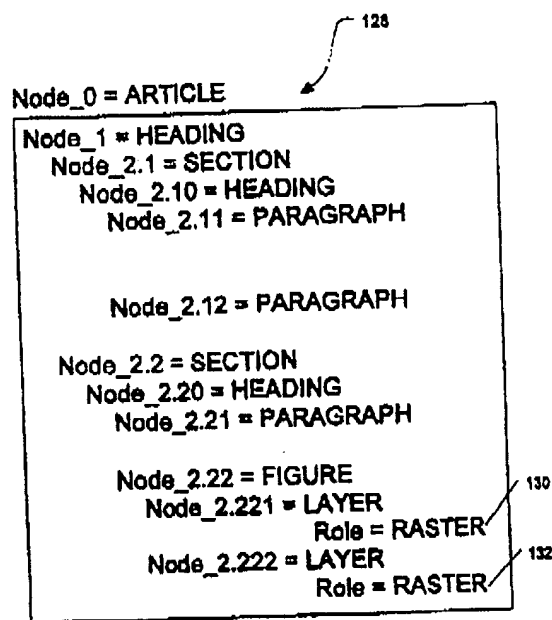 128
Node_0 = ARTICLE
Node_1 = HEADING
Node_2.1 = SECTION
Node_2.10 = HEADING
Node_2.11 = PARAGRAPH
Node_2.12 = PARAGRAPH
Node_2.2 = SECTION
Node_2.20 = HEADING
Node_2.21 = PARAGRAPH
Node_2.22 = FIGURE
Node_2.221 = LAYER
Role = RASTER 130
Node_2.222 = LAYER
Role = RASTER 132